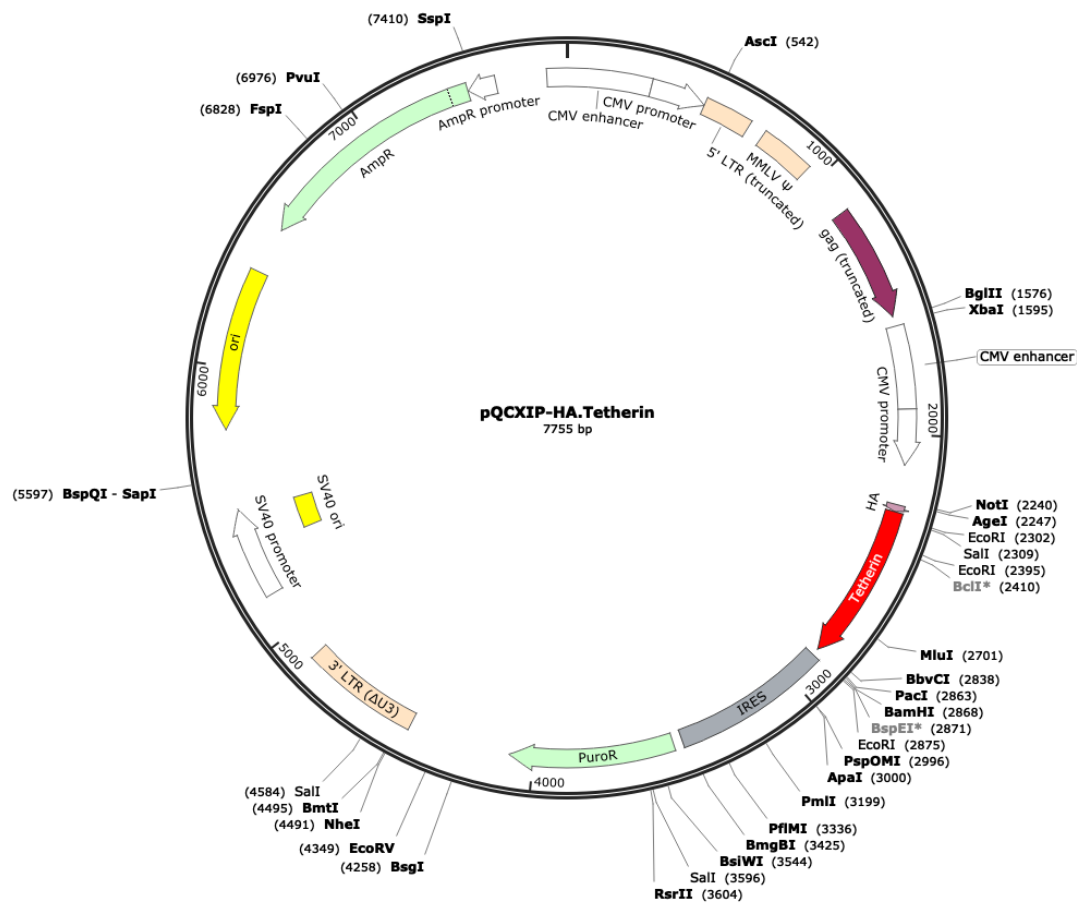 (7410) SspI
AscI (542)
(6976) PvuI
(6828) FspI
7000
AmpR promoter
AmpR
CMV enhancer
CMV promoter
5' LTR (truncated)
MMLV Ψ
1000
gag (truncated)
BglII (1576)
XbaI (1595)
CMV enhancer
CMV promoter
2000
ori
6000
pQCXIP-HA.Tetherin
7755 bp
(5597) BspQI - SapI
SV40 ori
SV40 promoter
HA
NotI (2240)
AgeI (2247)
EcoRI (2302)
SalI (2309)
EcoRI (2395)
BclI* (2410)
Tetherin
MluI (2701)
BbvCI (2838)
PacI (2863)
BamHI (2868)
BspEI* (2871)
EcoRI (2875)
PspOMI (2996)
ApaI (3000)
3000
IRES
5000
3' LTR (ΔU3)
PuroR
4000
PmlI (3199)
PflMI (3336)
BmgBI (3425)
BsiWI (3544)
SalI (3596)
RsrII (3604)
(4584) SalI
(4495) BmtI
(4491) NheI
(4349) EcoRV
(4258) BsgI